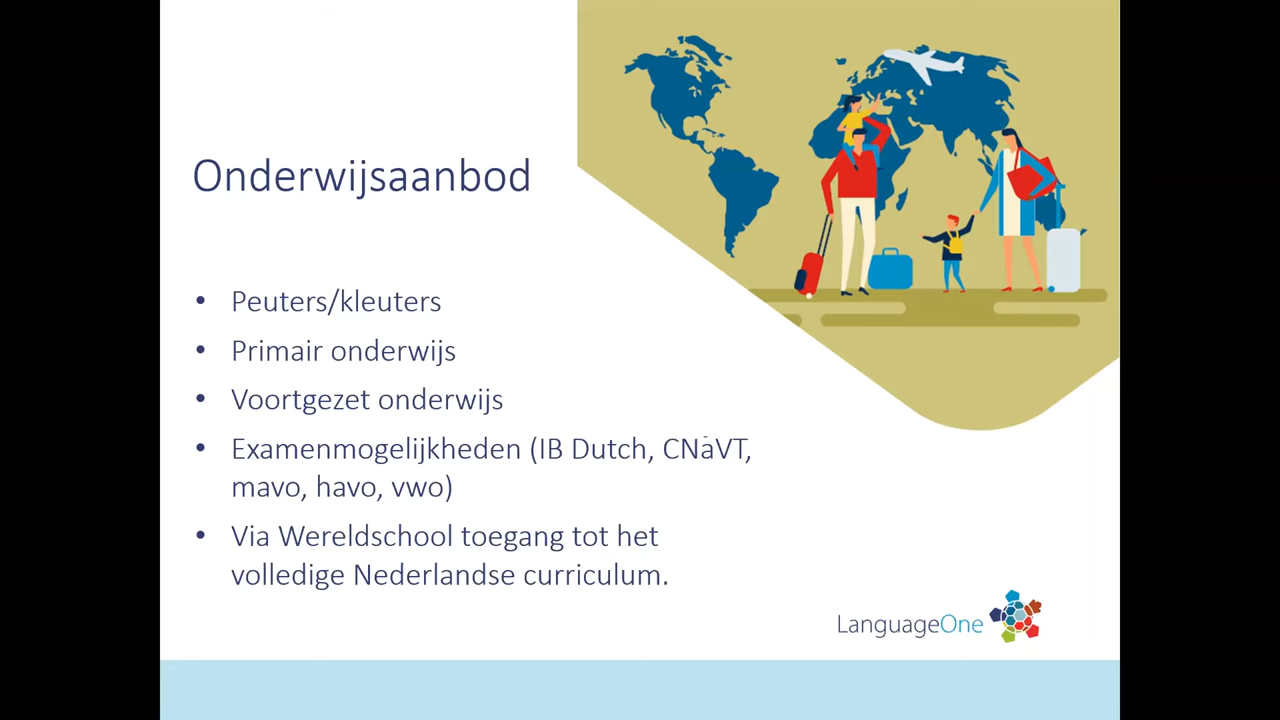 Onderwijsaanbod
• Peuters/kleuters
• Primair onderwijs
• Voortgezet onderwijs
• Examenmogelijkheden (IB Dutch, CNaVT,
mavo, havo, vwo)
• Via Wereldschool toegang tot het
volledige Nederlandse curriculum.
LanguageOne